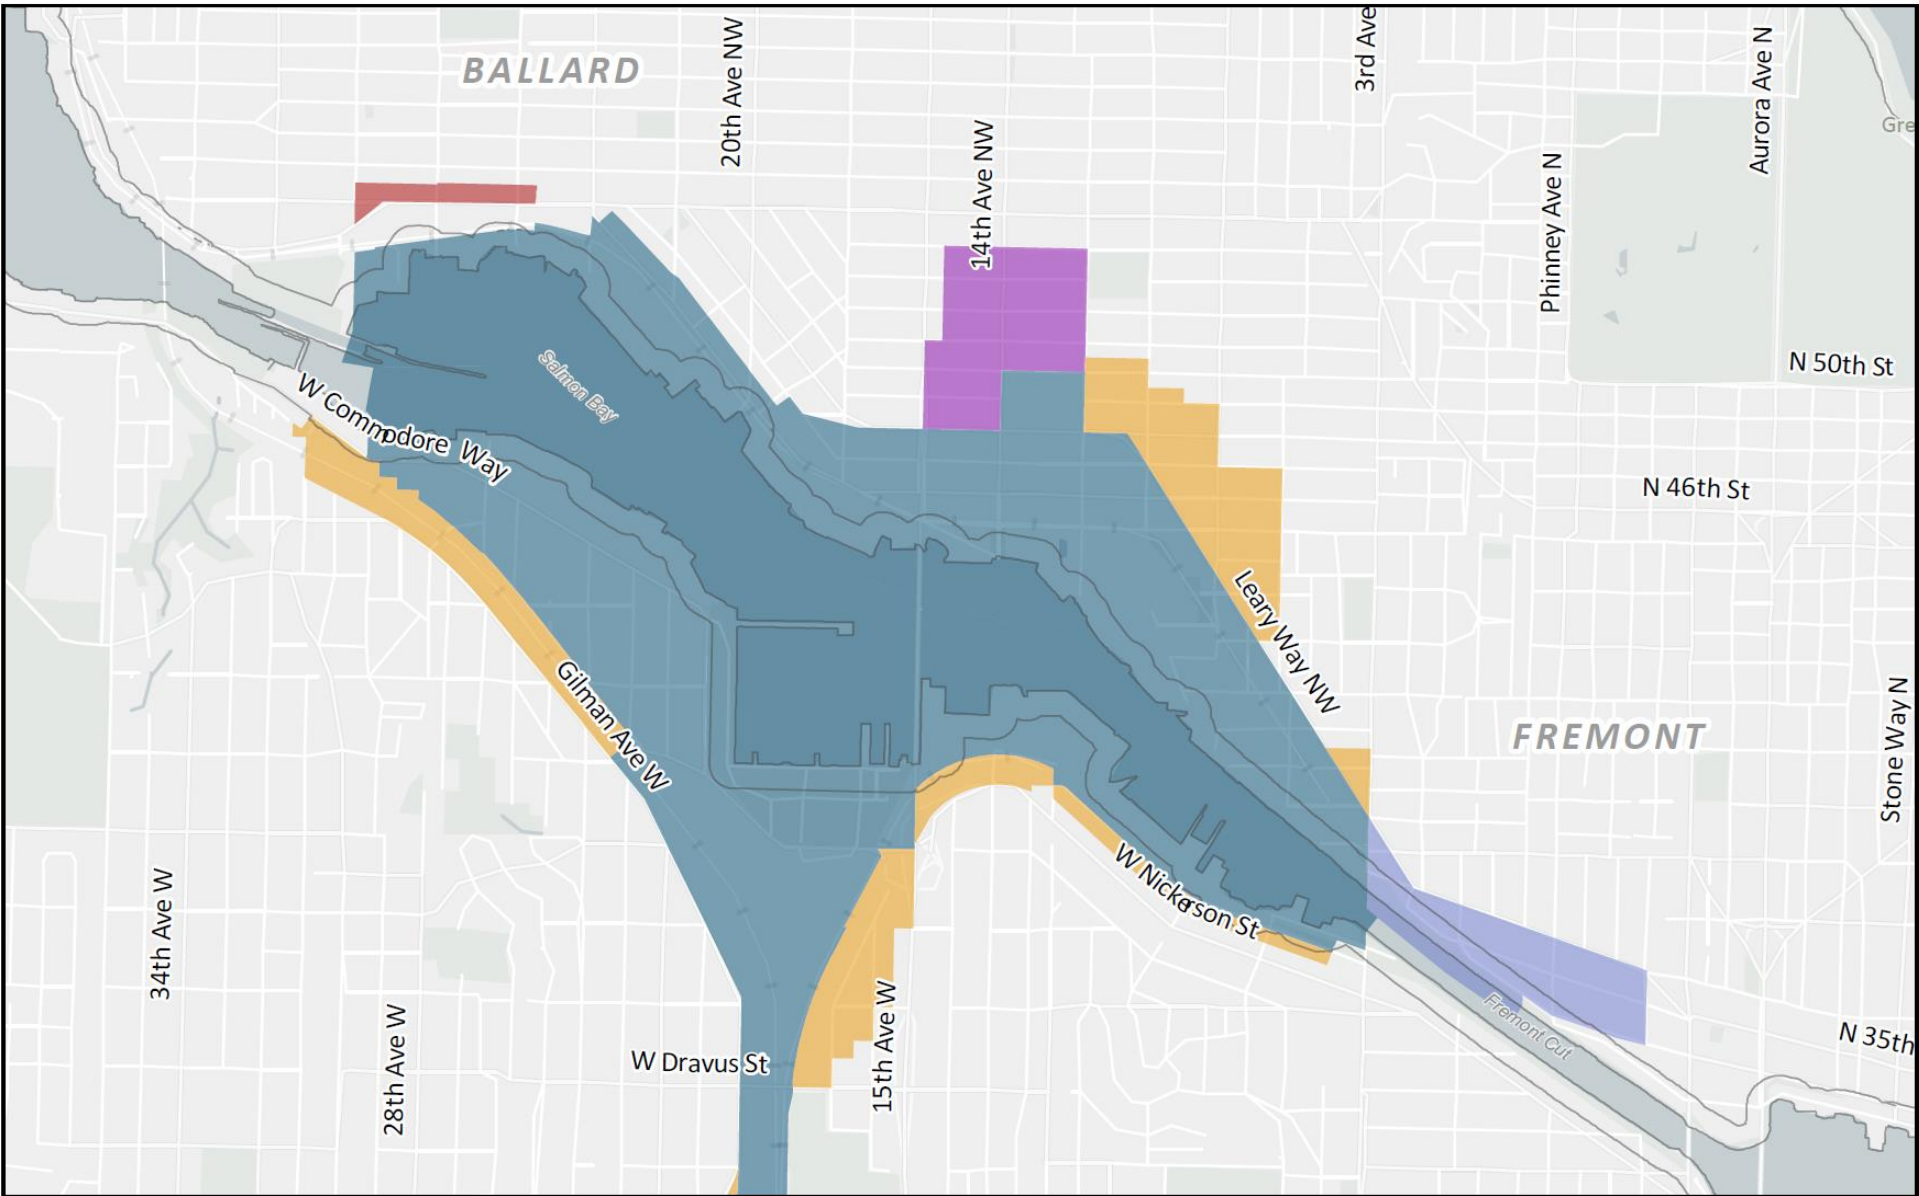 BALLARD
20th Ave NW
3rd Ave
Aurora Ave N
Gre
14th Ave NW
Phinney Ave N
Salmon Bay
N 50th St
W Commodore Way
N 46th St
Leary Way NW
Gilman Ave W
FREMONT
Stone Way N
W Nickerson St
34th Ave W
28th Ave W
W Dravus St
15th Ave W
Fremont Cut
N 35th